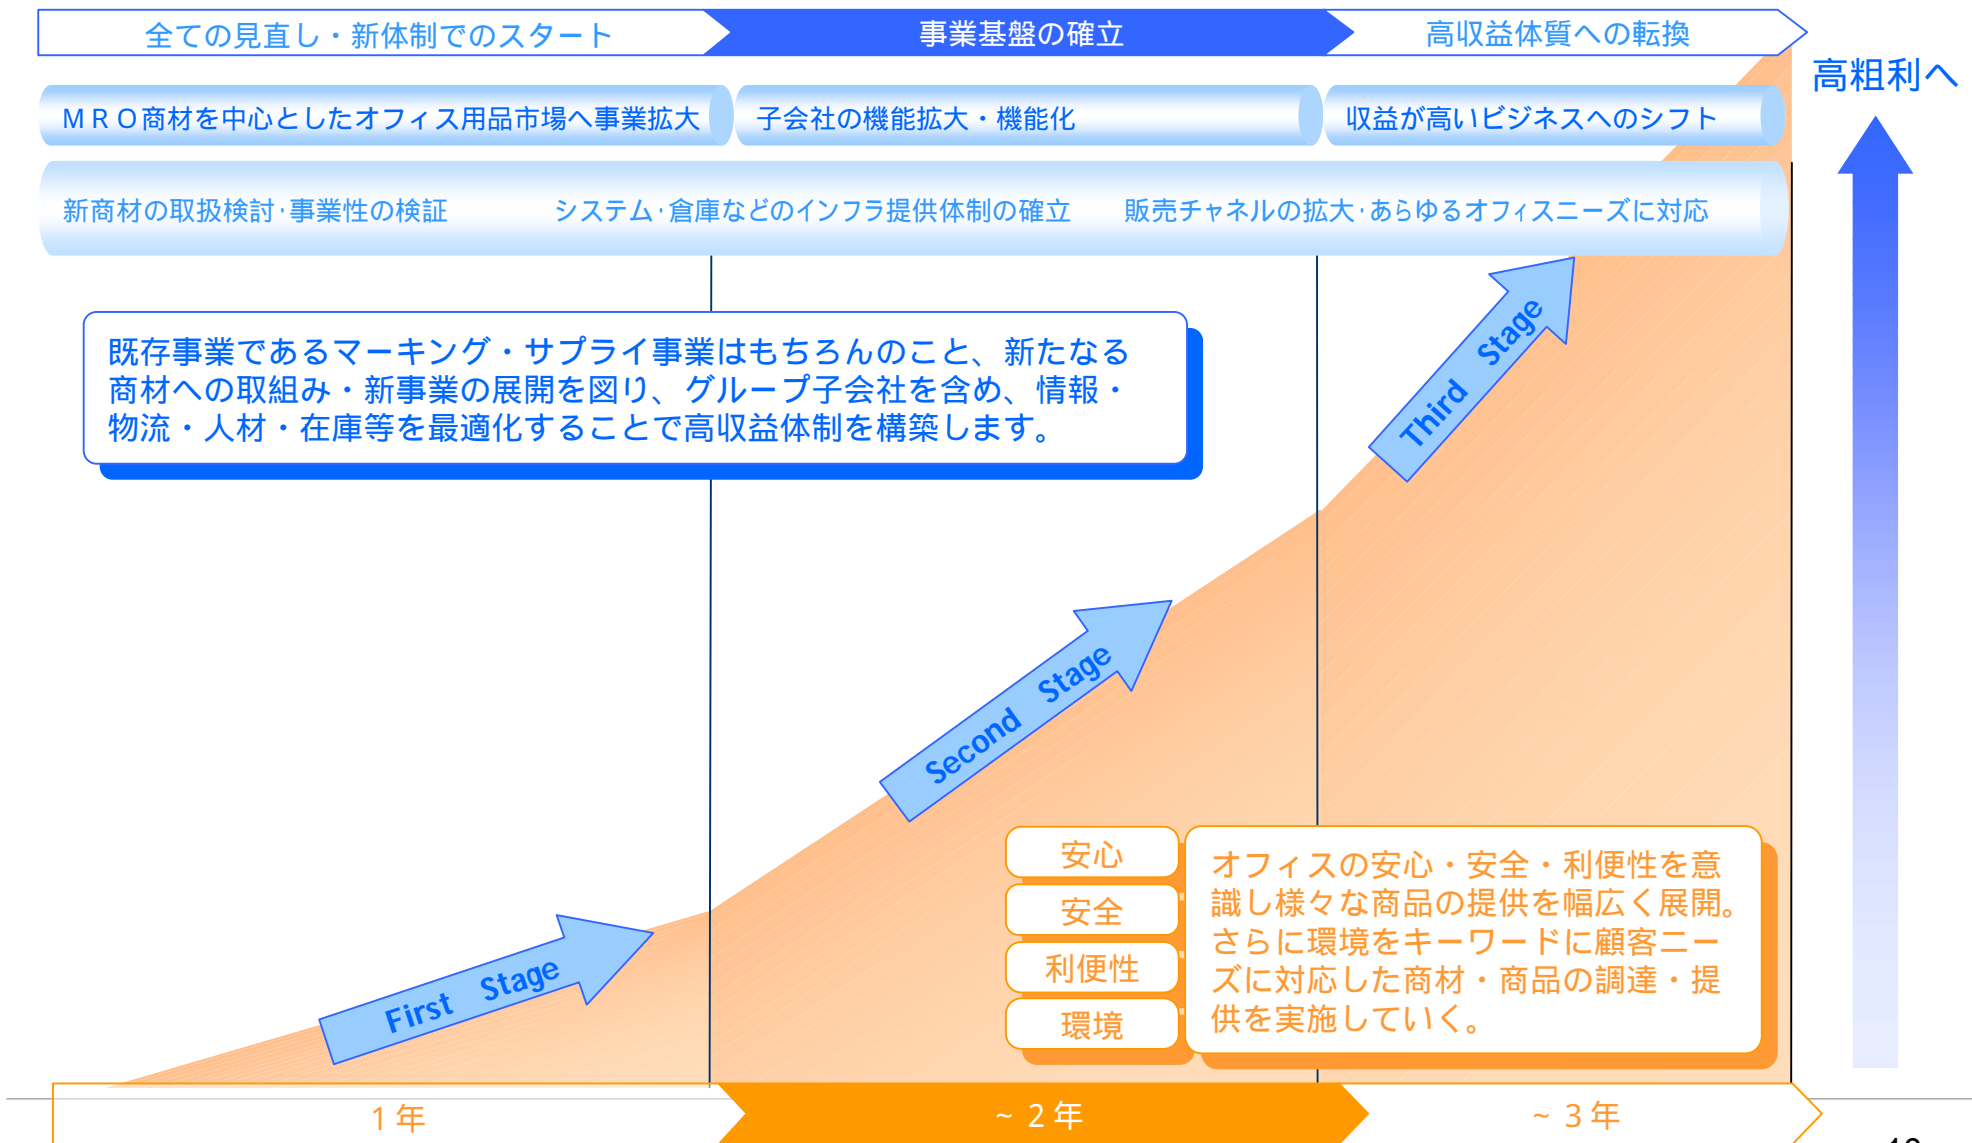 全ての見直し・新体制でのスタート
事業基盤の確立
高収益体質への転換
高粗利へ
ＭＲＯ商材を中心としたオフィス用品市場へ事業拡大
子会社の機能拡大・機能化
収益が高いビジネスへのシフト
新商材の取扱検討・事業性の検証
システム・倉庫などのインフラ提供体制の確立
販売チャネルの拡大・あらゆるオフィスニーズに対応
既存事業であるマーキング・サプライ事業はもちろんのこと、新たなる
商材への取組み・新事業の展開を図り、グループ子会社を含め、情報・
物流・人材・在庫等を最適化することで高収益体制を構築します。
Third Stage
Second Stage
First Stage
安心
安全
利便性
環境
オフィスの安心・安全・利便性を意
識し様々な商品の提供を幅広く展開。
さらに環境をキーワードに顧客ニー
ズに対応した商材・商品の調達・提
供を実施していく。
1年
~ 2年
~ 3年